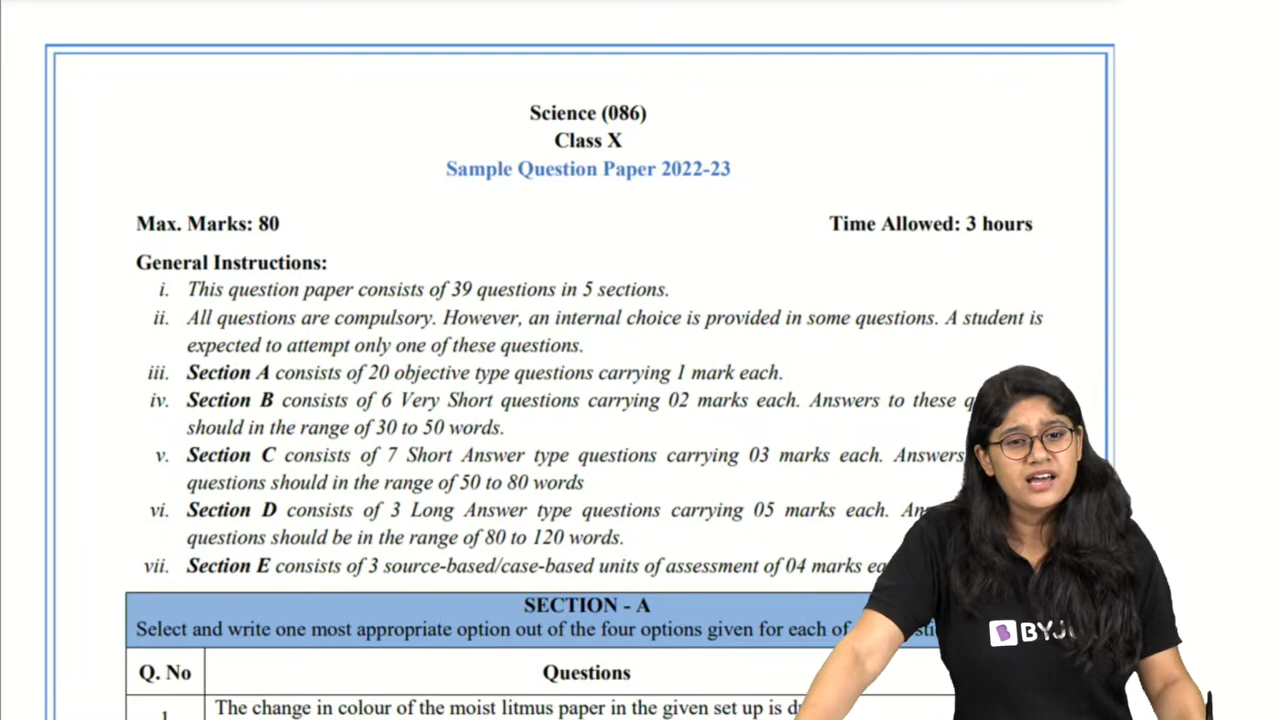 Science (086)
Class X
Sample Question Paper 2022-23
Max. Marks: 80 Time Allowed: 3 hours
General Instructions:
i. This question paper consists of 39 questions in 5 sections.
ii. All questions are compulsory. However, an internal choice is provided in some questions. A student is
expected to attempt only one of these questions.
iii. Section A consists of 20 objective type questions carrying 1 mark each.
iv. Section B consists of 6 Very Short questions carrying 02 marks each. Answers to these
should in the range of 30 to 50 words.
v. Section C consists of 7 Short Answer type questions carrying 03 marks each. Answers
questions should in the range of 50 to 80 words
vi. Section D consists of 3 Long Answer type questions carrying 05 marks each.
questions should be in the range of 80 to 120 words.
vii. Section E consists of 3 source-based/case-based units of assessment of 04 marks
SECTION - A
Select and write one most appropriate option out of the four options given for each of
Q. No Questions
1 The change in colour of the moist litmus paper in the given set up is